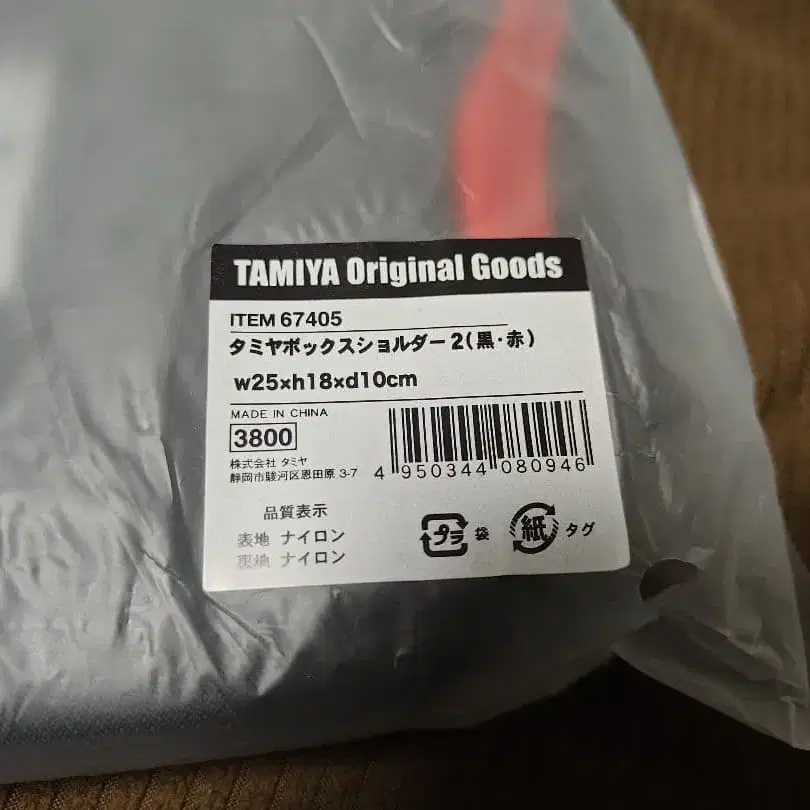 TAMIYA Original Goods
ITEM 67405
タミヤボックスショルダー2(黒・赤)
w25×h18×d10cm
MADE IN CHINA
3800
株式会社 タミヤ
静岡市駿河区恩田原 3-7
4 950344 080946
品質表示
表地 ナイロン
裏地 ナイロン
プラ 袋
紙 タグ